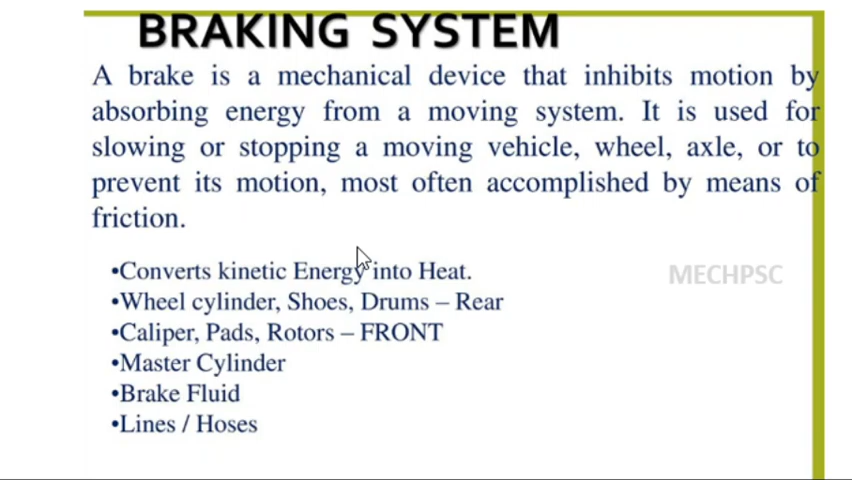 BRAKING SYSTEM
A brake is a mechanical device that inhibits motion by
absorbing energy from a moving system. It is used for
slowing or stopping a moving vehicle, wheel, axle, or to
prevent its motion, most often accomplished by means of
friction.
•Converts kinetic Energy into Heat.
MECHPSC
•Wheel cylinder, Shoes, Drums – Rear
•Caliper, Pads, Rotors – FRONT
•Master Cylinder
•Brake Fluid
•Lines / Hoses